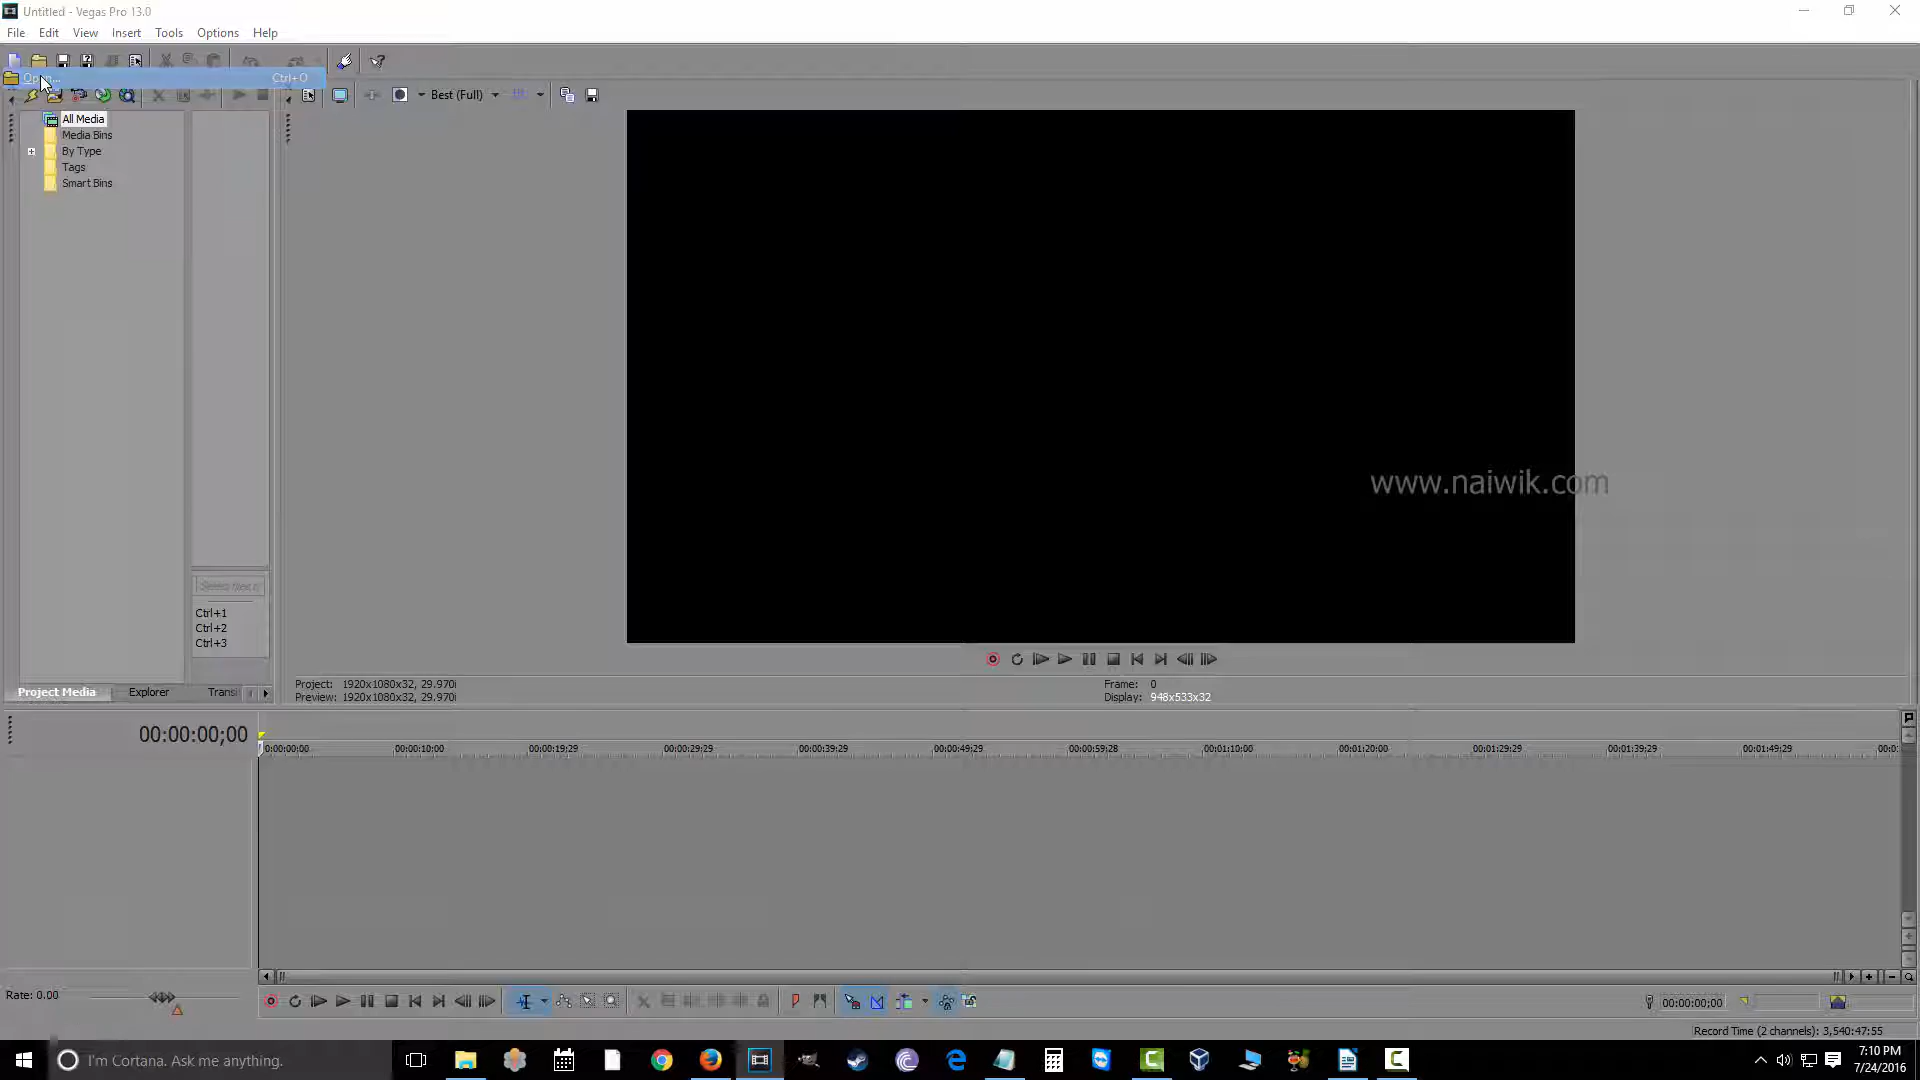 Untitled - Vegas Pro 13.0
File Edit View Insert Tools Options Help
Open... Ctrl+O
Best (Full)
All Media
Media Bins
By Type
Tags
Smart Bins
www.naiwik.com
Ctrl+1
Ctrl+2
Ctrl+3
Project Media Explorer Transi
Project: 1920x1080x32, 29.970i
Preview: 1920x1080x32, 29.970i
Frame: 0
Display: 948x533x32
00:00:00;00
0:00:00:00 00:00:10:00 00:00:19;29 00:00:29;29 00:00:39;29 00:00:49;29 00:00:59;28 00:01:10:00 00:01:20:00 00:01:29;29 00:01:39;29 00:01:49;29 00:0
Rate: 0.00
00:00:00;00
Record Time (2 channels): 3,540:47:55
I'm Cortana. Ask me anything.
7:10 PM
7/24/2016